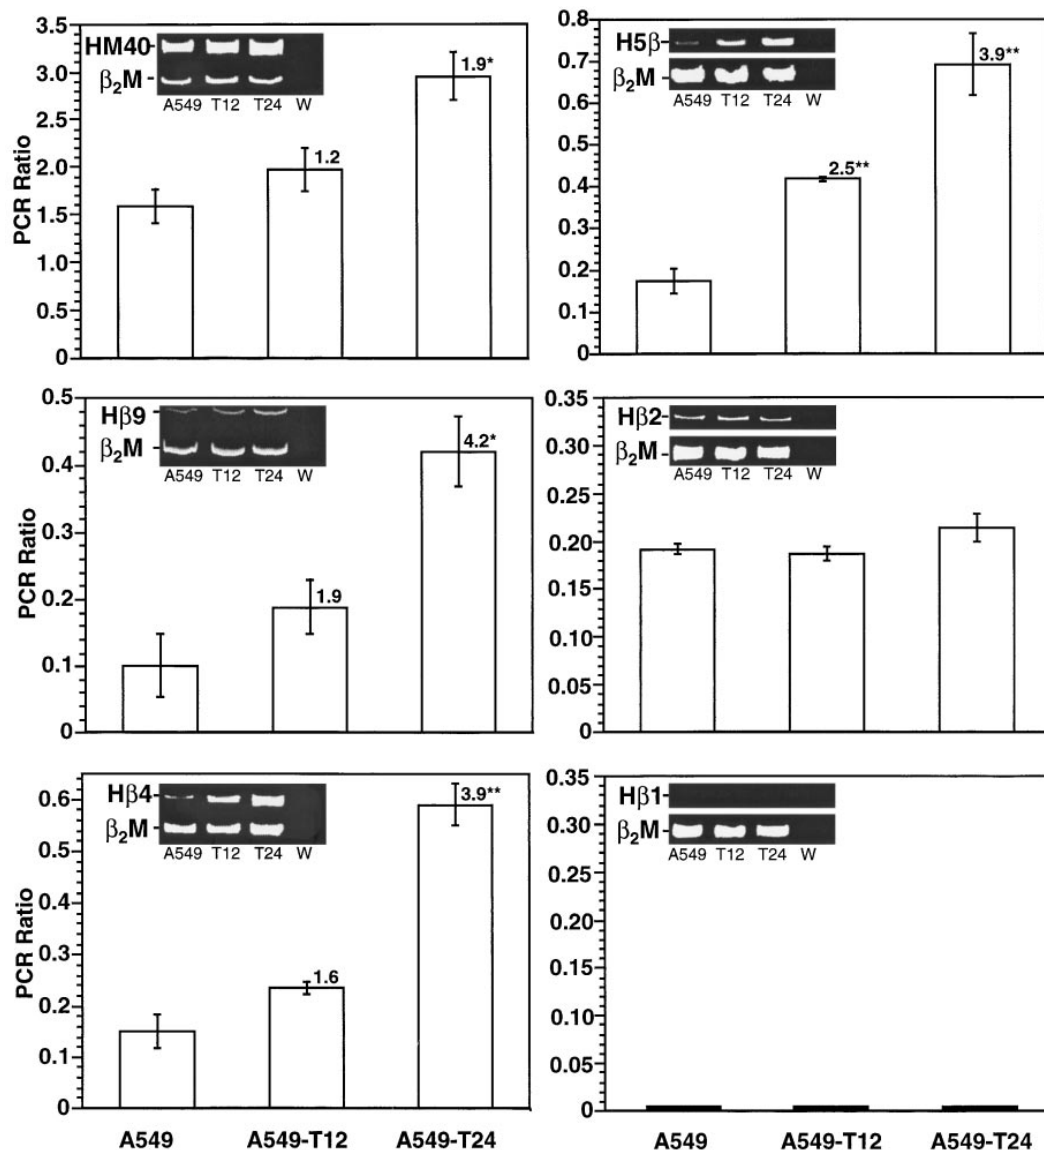 PCR Ratio
3.5
3.0
3.5
2.0
1.5
1.0
0.5
0
HM40
β2M
A549 T12 T24 W
1.2
1.9*
0.8
0.7
0.6
0.4
0.2
0.1
0
H5β
β2M
A549 T12 T24 W
2.5**
3.9**
PCR Ratio
0.5
0.4
0.3
0.2
0.1
0
Hβ9
β2M
A549 T12 T24 W
1.9
4.2*
0.35
0.30
0.25
0.20
0.15
0.10
0.05
0
Hβ2
β2M
A549 T12 T24 W
PCR Ratio
0.6
0.6
0.4
0.3
0.2
0.1
0
Hβ4
β2M
A549 T12 T24 W
1.6
3.9**
A549 A549-T12 A549-T24
0.35
0.30
0.25
0.20
0.15
0.10
0.05
0
Hβ1
β2M
A549 T12 T24 W
A549 A549-T12 A549-T24